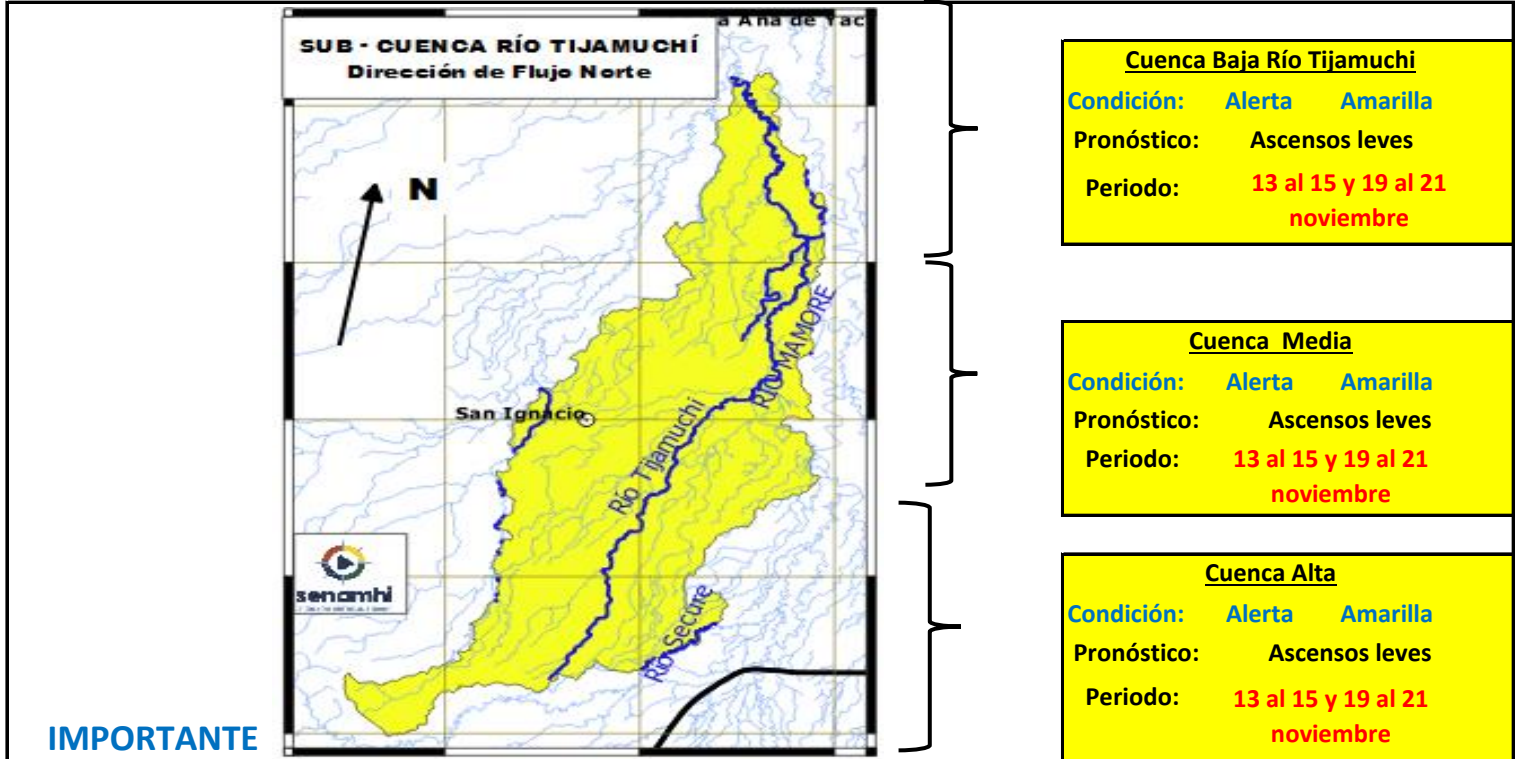 a Ana de Yac
SUB - CUENCA RÍO TIJAMUCHÍ
Dirección de Flujo Norte
N
San Ignacio
Río Tijamuchi
RIO MAMORE
Río Secure
senamhi
IMPORTANTE
Cuenca Baja Río Tijamuchi
Condición: Alerta Amarilla
Pronóstico: Ascensos leves
Periodo: 13 al 15 y 19 al 21
noviembre
Cuenca Media
Condición: Alerta Amarilla
Pronóstico: Ascensos leves
Periodo: 13 al 15 y 19 al 21
noviembre
Cuenca Alta
Condición: Alerta Amarilla
Pronóstico: Ascensos leves
Periodo: 13 al 15 y 19 al 21
noviembre